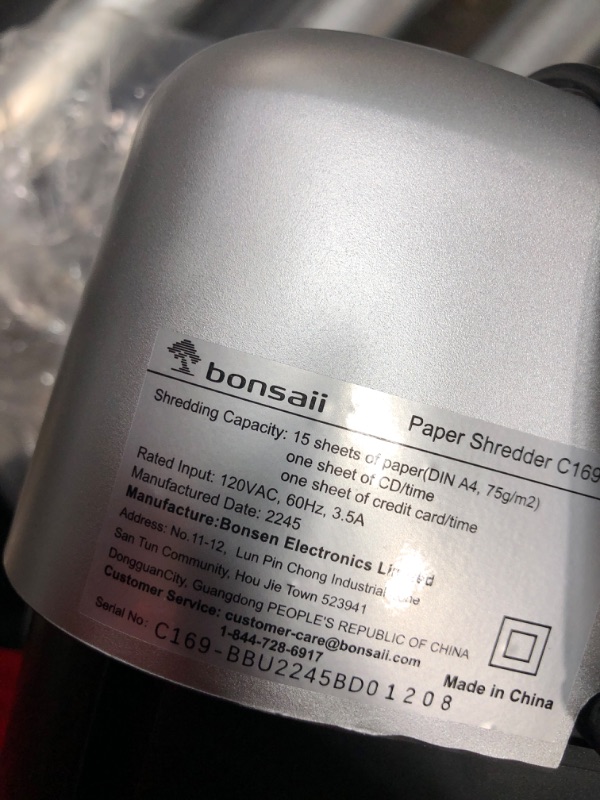 bonsaii
Paper Shredder C169
Shredding Capacity: 15 sheets of paper(DIN A4, 75g/m2)
one sheet of CD/time
one sheet of credit card/time
Rated Input: 120VAC, 60Hz, 3.5A
Manufactured Date: 2245
Manufacture:Bonsen Electronics Limited
Address: No.11-12, Lun Pin Chong Industrial
San Tun Community, Hou Jie Town 523941
DongguanCity, Guangdong PEOPLE'S REPUBLIC OF CHINA
Customer Service: customer-care@bonsaii.com
1-844-728-6917
Made in China
Serial No: C169-BBU2245BD01208